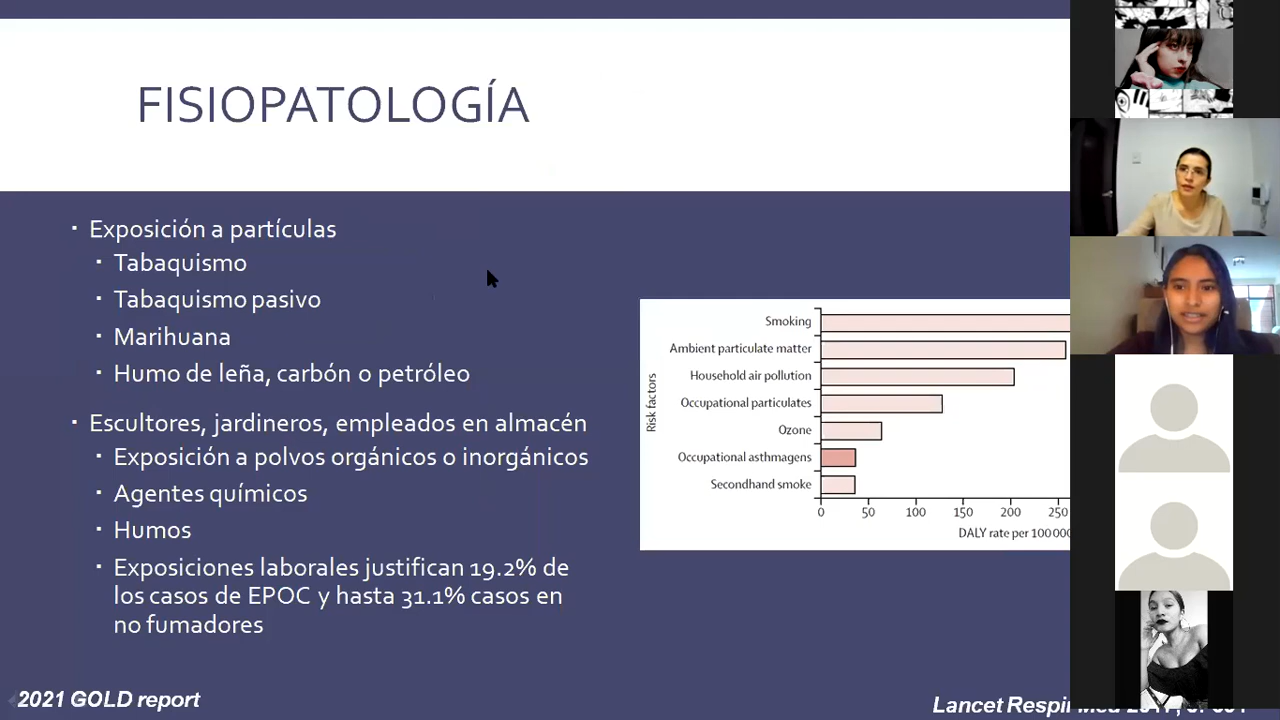 FISIOPATOLOGÍA
▪ Exposición a partículas
▪ Tabaquismo
▪ Tabaquismo pasivo
▪ Marihuana
▪ Humo de leña, carbón o petróleo
▪ Escultores, jardineros, empleados en almacén
▪ Exposición a polvos orgánicos o inorgánicos
▪ Agentes químicos
▪ Humos
▪ Exposiciones laborales justifican 19.2% de
los casos de EPOC y hasta 31.1% casos en
no fumadores
Risk factors
Smoking
Ambient particulate matter
Household air pollution
Occupational particulates
Ozone
Occupational asthmagens
Secondhand smoke
0 50 100 150 200 250
DALY rate per 100 000
2021 GOLD report
Lancet Respir